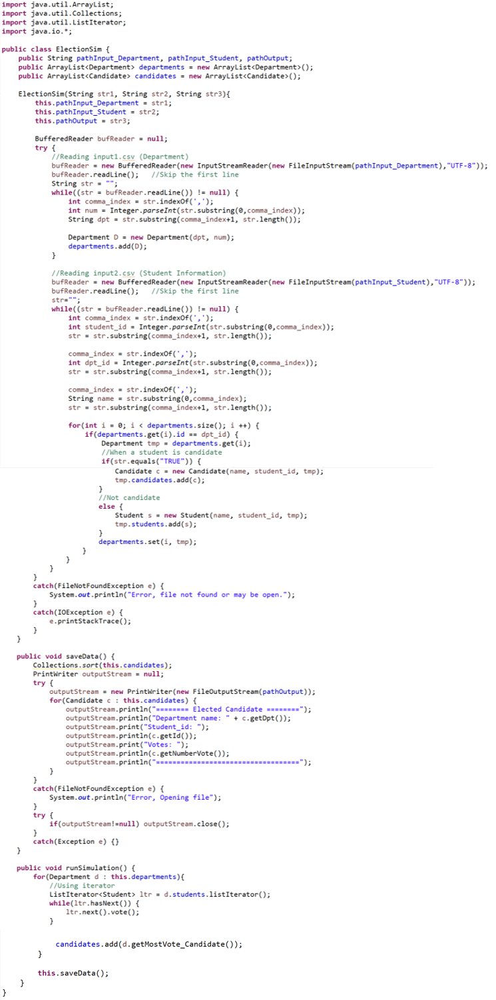 import java.util.ArrayList;
import java.util.Collections;
import java.util.ListIterator;
import java.io.*;

public class ElectionSim {
    public String pathInput_Department, pathInput_Student, pathOutput;
    public ArrayList<Department> departments = new ArrayList<Department>();
    public ArrayList<Candidate> candidates = new ArrayList<Candidate>();

    ElectionSim(String str1, String str2, String str3){
        this.pathInput_Department = str1;
        this.pathInput_Student = str2;
        this.pathOutput = str3;

        BufferedReader bufReader = null;
        try {
            //Reading input1.csv (Department)
            bufReader = new BufferedReader(new InputStreamReader(new FileInputStream(pathInput_Department),"UTF-8"));
            bufReader.readLine();   //Skip the first line
            String str = "";
            while((str = bufReader.readLine()) != null) {
                int comma_index = str.indexOf(',');
                int num = Integer.parseInt(str.substring(0,comma_index));
                String dpt = str.substring(comma_index+1, str.length());

                Department D = new Department(dpt, num);
                departments.add(D);
            }

            //Reading input2.csv (Student Information)
            bufReader = new BufferedReader(new InputStreamReader(new FileInputStream(pathInput_Student),"UTF-8"));
            bufReader.readLine();   //Skip the first line
            str="";
            while((str = bufReader.readLine()) != null) {
                int comma_index = str.indexOf(',');
                int student_id = Integer.parseInt(str.substring(0,comma_index));
                str = str.substring(comma_index+1, str.length());

                comma_index = str.indexOf(',');
                int dpt_id = Integer.parseInt(str.substring(0,comma_index));
                str = str.substring(comma_index+1, str.length());

                comma_index = str.indexOf(',');
                String name = str.substring(0,comma_index);
                str = str.substring(comma_index+1, str.length());

                for(int i = 0; i < departments.size(); i ++) {
                    if(departments.get(i).id == dpt_id) {
                        Department tmp = departments.get(i);
                        //When a student is candidate
                        if(str.equals("TRUE")) {
                            Candidate c = new Candidate(name, student_id, tmp);
                            tmp.candidates.add(c);
                        }
                        //Not candidate
                        else {
                            Student s = new Student(name, student_id, tmp);
                            tmp.students.add(s);
                        }
                        departments.set(i, tmp);
                    }
                }
            }
        }
        catch(FileNotFoundException e) {
            System.out.println("Error, file not found or may be open.");
        }
        catch(IOException e) {
            e.printStackTrace();
        }
    }

    public void saveData() {
        Collections.sort(this.candidates);
        PrintWriter outputStream = null;
        try {
            outputStream = new PrintWriter(new FileOutputStream(pathOutput));
            for(Candidate c : this.candidates) {
                outputStream.println("======== Elected Candidate ========");
                outputStream.println("Department name: " + c.getDpt());
                outputStream.print("Student_id: ");
                outputStream.println(c.getId());
                outputStream.print("Votes: ");
                outputStream.println(c.getNumberVote());
                outputStream.println("===================================");
            }
        }
        catch(FileNotFoundException e) {
            System.out.println("Error, Opening file");
        }
        try {
            if(outputStream!=null) outputStream.close();
        }
        catch(Exception e) {}
    }

    public void runSimulation() {
        for(Department d : this.departments){
            //Using iterator
            ListIterator<Student> ltr = d.students.listIterator();
            while(ltr.hasNext()) {
                ltr.next().vote();
            }

            candidates.add(d.getMostVote_Candidate());
        }

        this.saveData();
    }
}